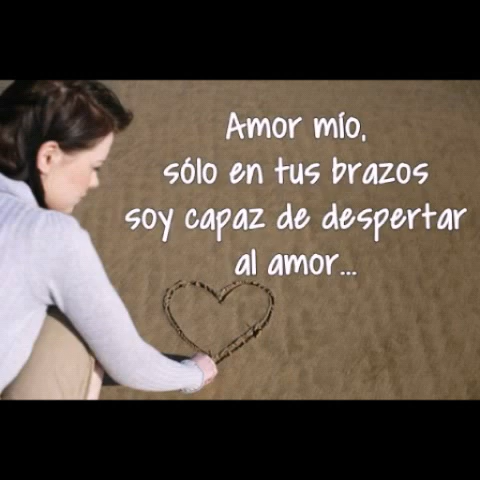 Amor mío,
sólo en tus brazos
soy capaz de despertar
al amor...